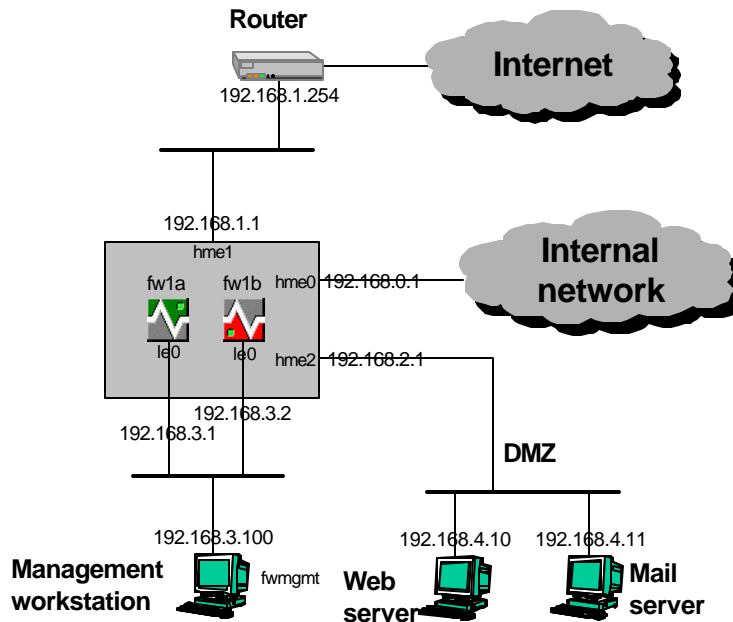 Router
Internet
192.168.1.254
192.168.1.1
hme1
fw1a
fw1b
hme0
192.168.0.1
Internal
network
le0
le0
hme2
192.168.2.1
192.168.3.2
192.168.3.1
DMZ
192.168.3.100
192.168.4.10
192.168.4.11
Management
workstation
fwmgmt
Web
server
Mail
server